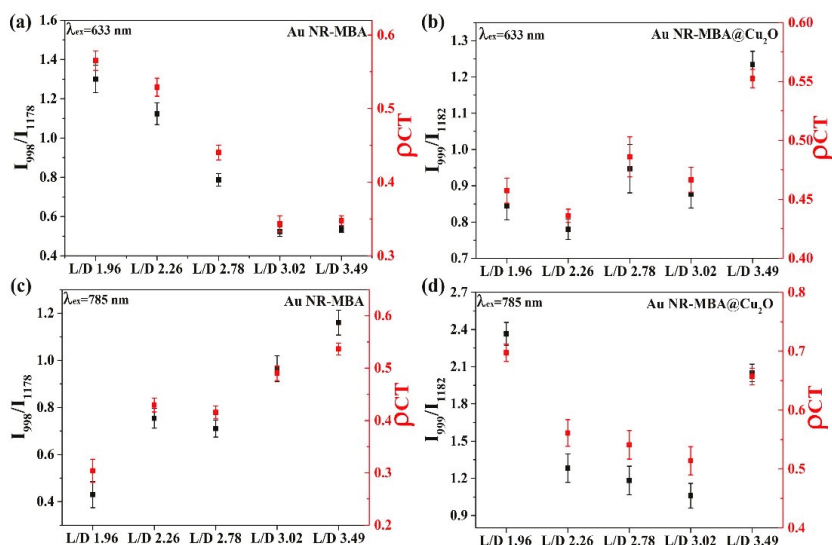 (a)
λex=633 nm
Au NR-MBA
I998/I1178
1.6
1.4
1.2
1.0
0.8
0.6
0.4
ρCT
0.6
0.5
0.4
0.3
L/D 1.96 L/D 2.26 L/D 2.78 L/D 3.02 L/D 3.49
(b)
λex=633 nm
Au NR-MBA@Cu2O
I999/I1182
1.3
1.2
1.1
1.0
0.9
0.8
0.7
ρCT
0.60
0.55
0.50
0.45
0.40
L/D 1.96 L/D 2.26 L/D 2.78 L/D 3.02 L/D 3.49
(c)
λex=785 nm
Au NR-MBA
I998/I1178
1.2
1.0
0.8
0.6
0.4
ρCT
0.6
0.5
0.4
0.3
0.2
L/D 1.96 L/D 2.26 L/D 2.78 L/D 3.02 L/D 3.49
(d)
λex=785 nm
Au NR-MBA@Cu2O
I999/I1182
2.7
2.4
2.1
1.8
1.5
1.2
0.9
ρCT
0.8
0.7
0.6
0.5
0.4
L/D 1.96 L/D 2.26 L/D 2.78 L/D 3.02 L/D 3.49